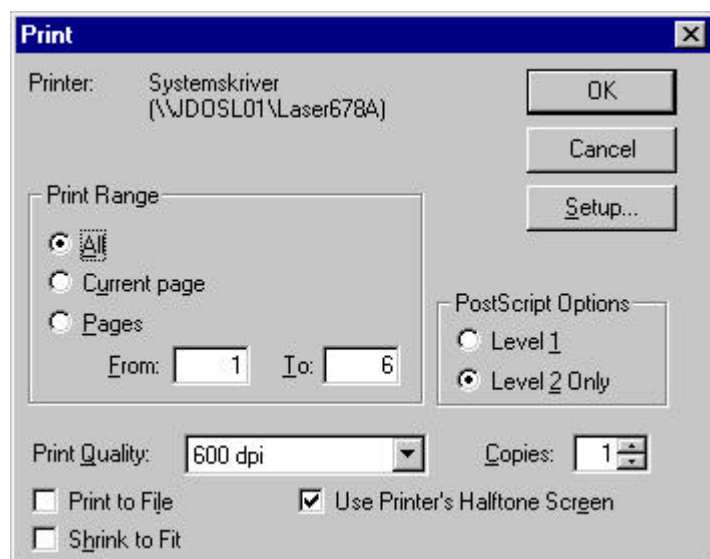 Print
Printer: Systemskriver
(\\JDOSL01\Laser678A)
OK
Cancel
Setup...
Print Range
All
Current page
Pages
From: 1 To: 6
PostScript Options
Level 1
Level 2 Only
Print Quality: 600 dpi
Copies: 1
Print to File
Use Printer's Halftone Screen
Shrink to Fit